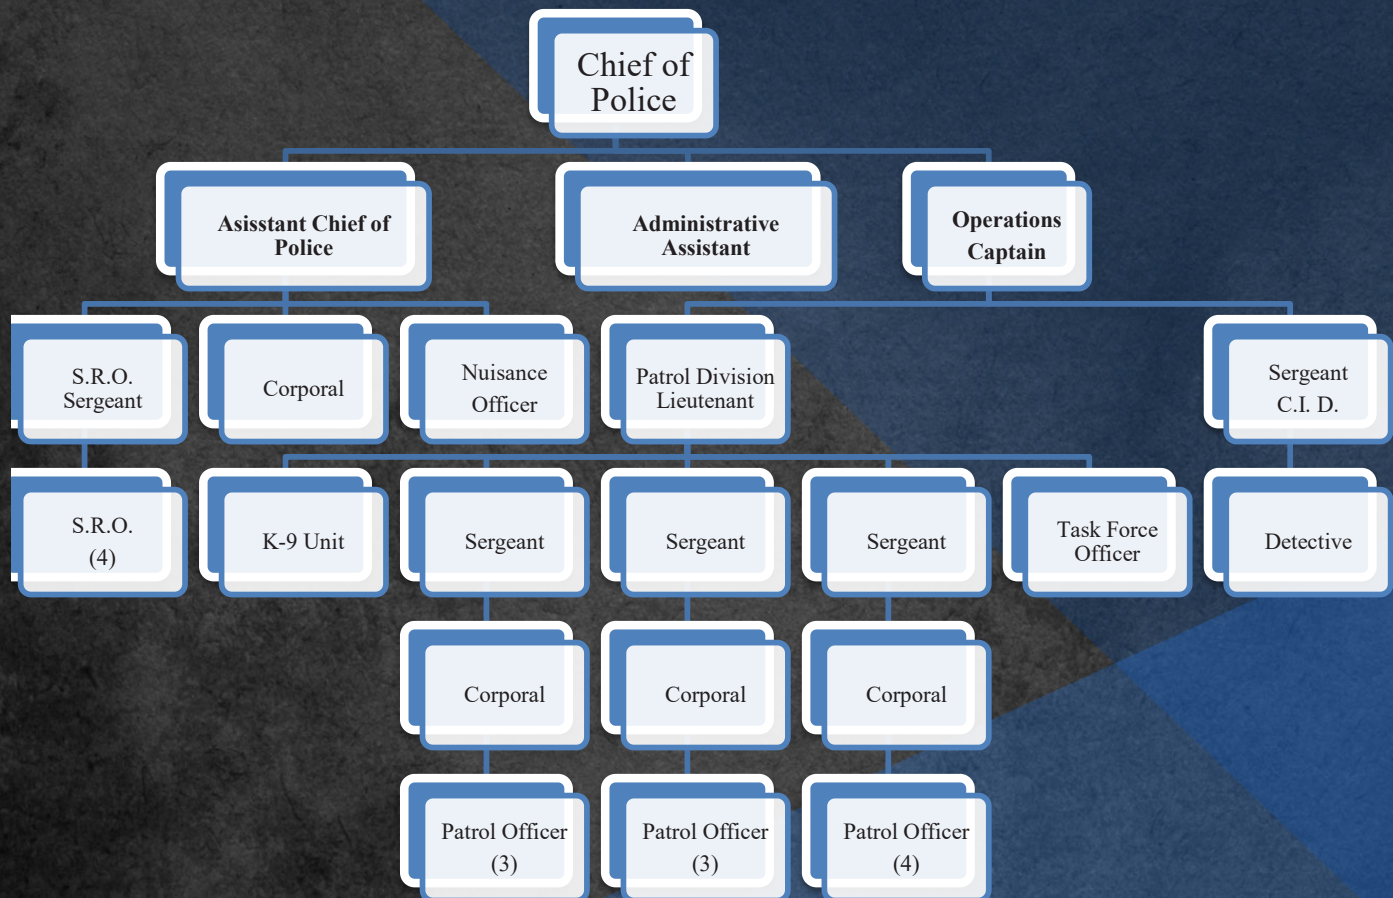 Chief of
Police
Asisstant Chief of
Police
Administrative
Assistant
Operations
Captain
S.R.O.
Sergeant
Corporal
Nuisance
Officer
Patrol Division
Lieutenant
Sergeant
C.I. D.
S.R.O.
(4)
K-9 Unit
Sergeant
Sergeant
Sergeant
Task Force
Officer
Detective
Corporal
Corporal
Corporal
Patrol Officer
(3)
Patrol Officer
(3)
Patrol Officer
(4)